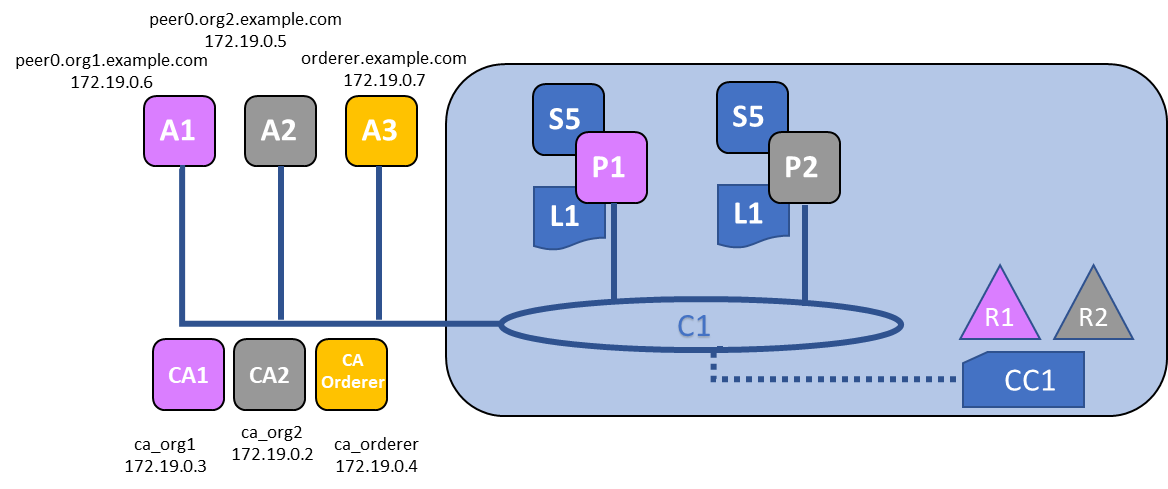 peer0.org2.example.com
172.19.0.5
peer0.org1.example.com
172.19.0.6
orderer.example.com
172.19.0.7
A1
A2
A3
S5
P1
L1
S5
P2
L1
C1
R1
R2
CC1
CA1
CA2
CA
Orderer
ca_org1
172.19.0.3
ca_org2
172.19.0.2
ca_orderer
172.19.0.4